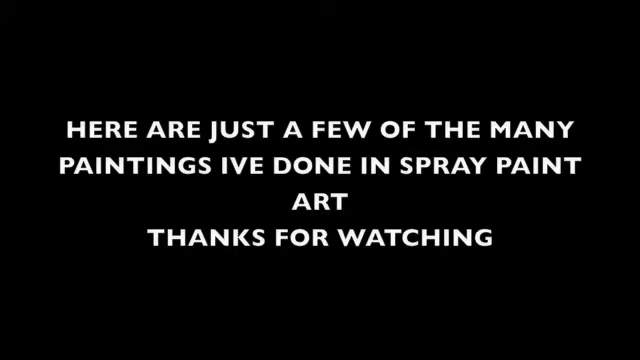 HERE ARE JUST A FEW OF THE MANY
PAINTINGS IVE DONE IN SPRAY PAINT
ART
THANKS FOR WATCHING